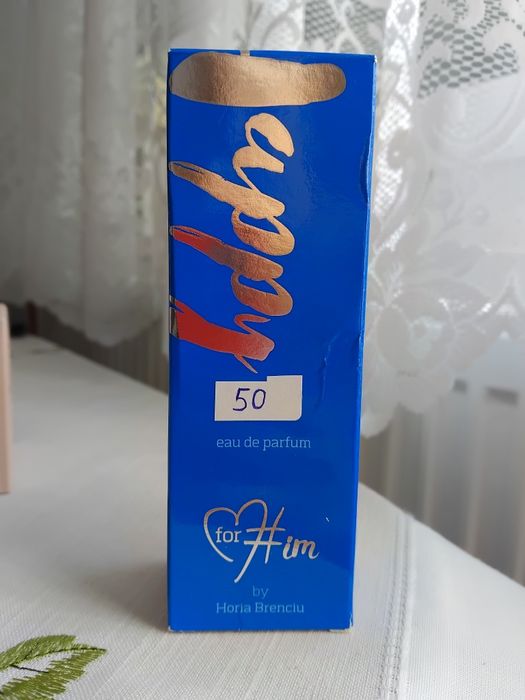 appy
50
eau de parfum
for Him
by
Horia Brenciu